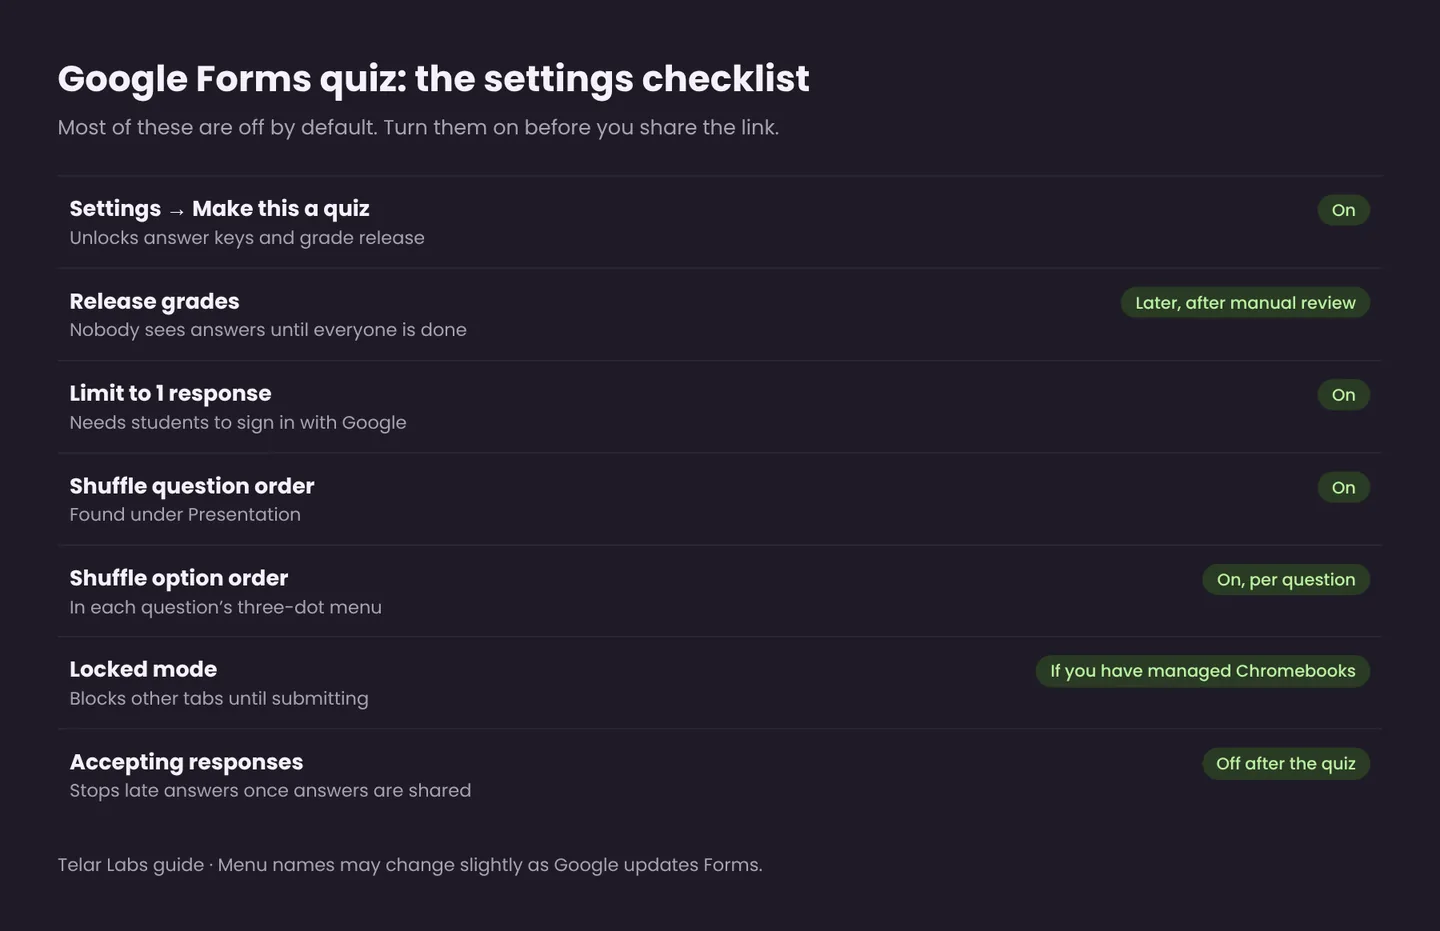 Google Forms quiz: the settings checklist
Most of these are off by default. Turn them on before you share the link.
Settings → Make this a quiz
On
Unlocks answer keys and grade release
Release grades
Later, after manual review
Nobody sees answers until everyone is done
Limit to 1 response
On
Needs students to sign in with Google
Shuffle question order
On
Found under Presentation
Shuffle option order
On, per question
In each question’s three-dot menu
Locked mode
If you have managed Chromebooks
Blocks other tabs until submitting
Accepting responses
Off after the quiz
Stops late answers once answers are shared
Telar Labs guide · Menu names may change slightly as Google updates Forms.